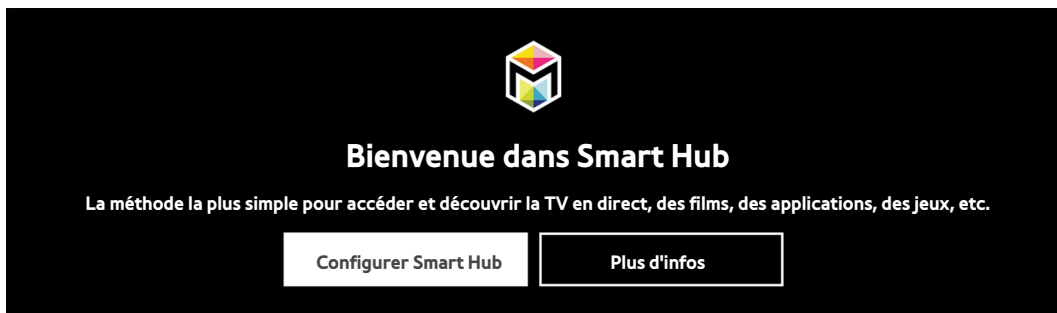 Bienvenue dans Smart Hub
La méthode la plus simple pour accéder et découvrir la TV en direct, des films, des applications, des jeux, etc.
Configurer Smart Hub
Plus d'infos